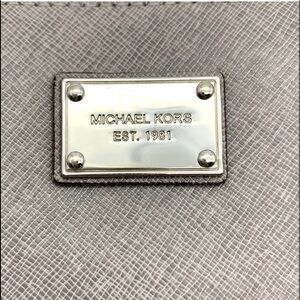 MICHAEL KORS
EST. 1981